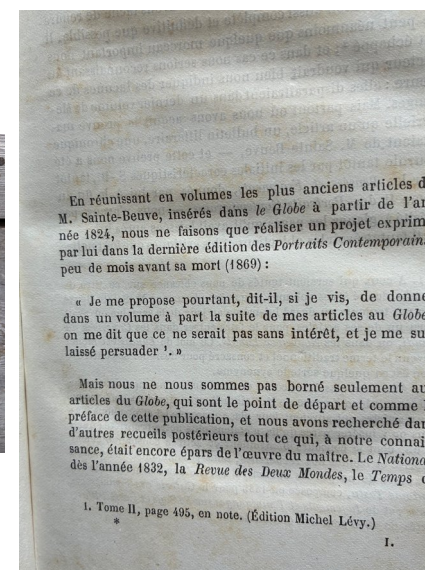 En réunissant en volumes les plus anciens articles d
M. Sainte-Beuve, insérés dans le Globe à partir de l'an
née 1824, nous ne faisons que réaliser un projet exprim
par lui dans la dernière édition des Portraits Contemporain
peu de mois avant sa mort (1869) :
« Je me propose pourtant, dit-il, si je vis, de donne
dans un volume à part la suite de mes articles au Globe
on me dit que ce ne serait pas sans intérêt, et je me su
laissé persuader ¹. »
Mais nous ne nous sommes pas borné seulement au
articles du Globe, qui sont le point de départ et comme l
préface de cette publication, et nous avons recherché dan
d'autres recueils postérieurs tout ce qui, à notre connai
sance, était encore épars de l'œuvre du maître. Le Nationa
dès l'année 1832, la Revue des Deux Mondes, le Temps
1. Tome II, page 495, en note. (Édition Michel Lévy.)
*
I.